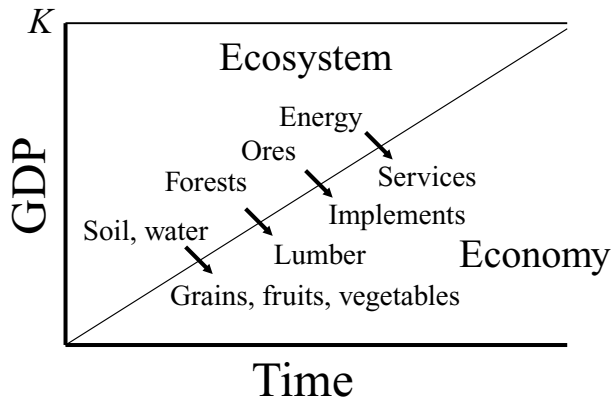 K
Ecosystem
Energy
Ores
Services
Forests
Implements
Soil, water
Lumber
Economy
Grains, fruits, vegetables
GDP
Time